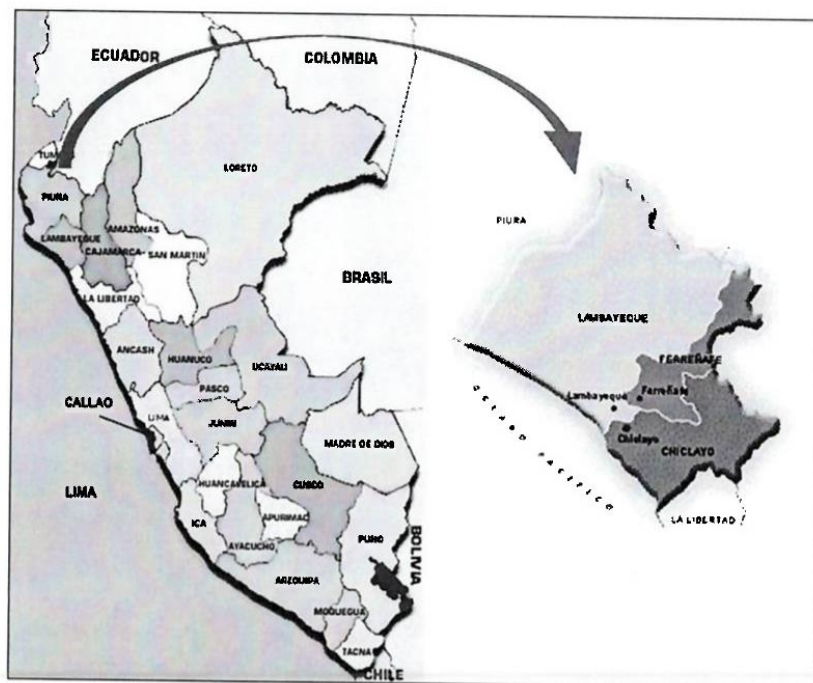 ECUADOR
COLOMBIA
LORETO
PIURA
AMAZONAS
LAMBAYEQUE
CAJAMARCA
SAN MARTIN
BRASIL
LA LIBERTAD
ANCASH
HUANUCO
UCAYALI
PASCO
CALLAO
LIMA
JUNIN
MADRE DE DIOS
LIMA
HUANCAVELICA
CUSCO
ICA
APURIMAC
AYACUCHO
PUNO
BOLIVIA
AREQUIPA
MOQUEGUA
TACNA
CHILE
PIURA
LAMBAYEQUE
FERREÑAFE
Lambayeque
Ferreñafe
Chiclayo
CHICLAYO
OCEANO PACIFICO
LA LIBERTAD